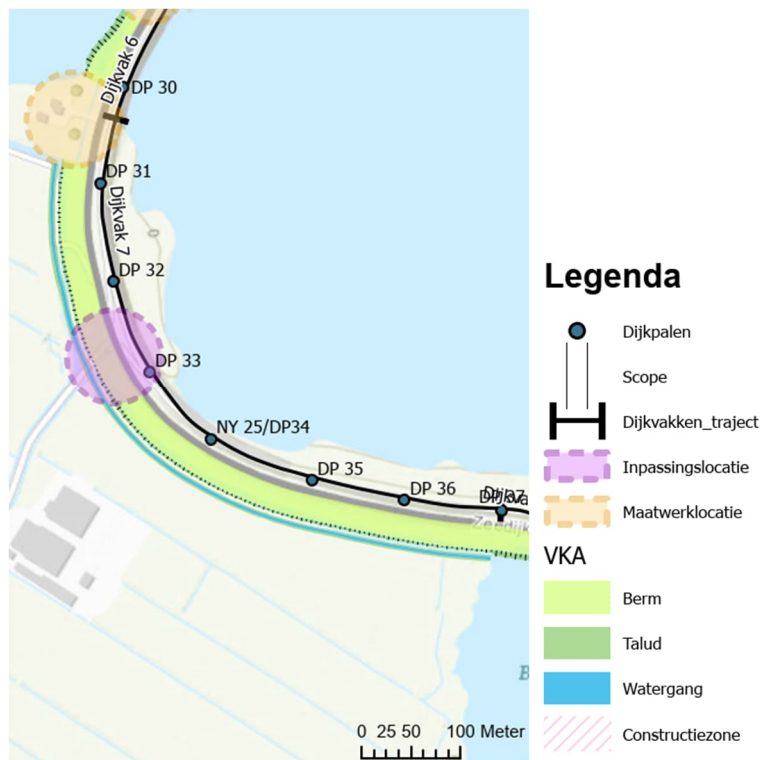 Dijkvak 6
DP 30
DP 31
Dijkvak 7
DP 32
DP 33
NY 25/DP34
DP 35
DP 36
Zeedijk
B
0 25 50 100 Meter
Legenda
Dijkpalen
Scope
Dijkvakken_traject
Inpassingslocatie
Maatwerklocatie
VKA
Berm
Talud
Watergang
Constructiezone